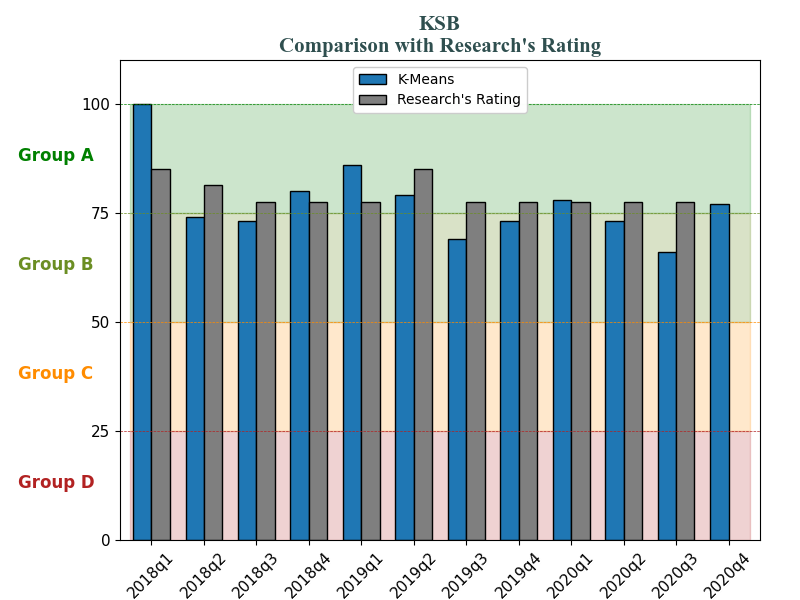 KSB
Comparison with Research's Rating
K-Means
Research's Rating
100
Group A
75
Group B
50
Group C
25
Group D
0
2018q1
2018q2
2018q3
2018q4
2019q1
2019q2
2019q3
2019q4
2020q1
2020q2
2020q3
2020q4